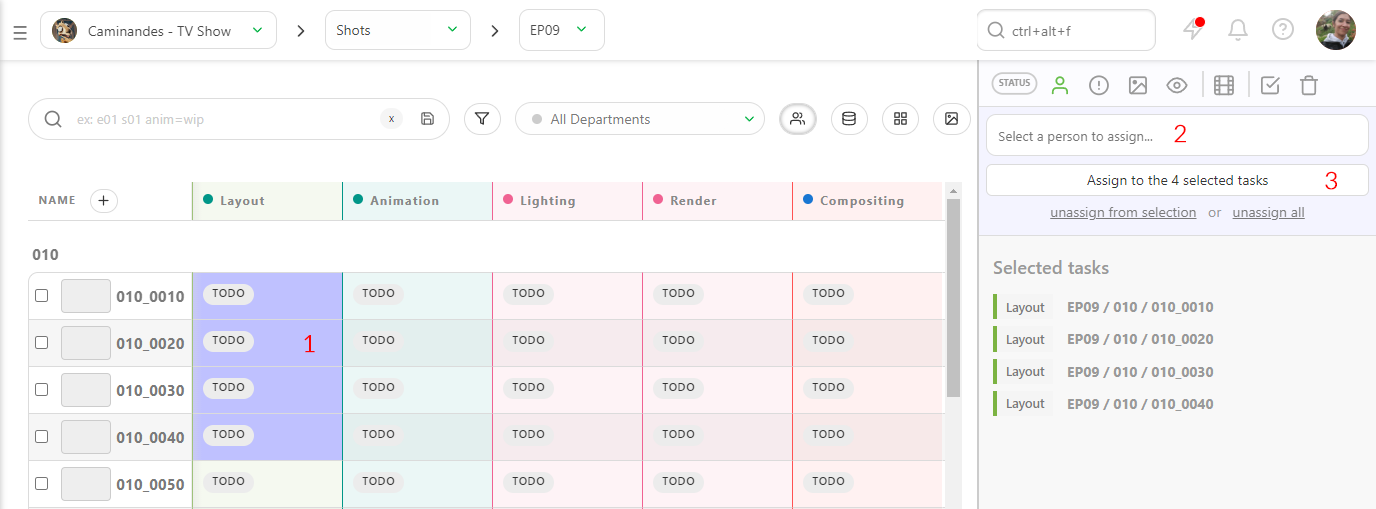 Caminandes - TV Show
Shots
EP09
ctrl+alt+f
STATUS
ex: e01 s01 anim=wip
x
All Departments
Select a person to assign... 2
Assign to the 4 selected tasks 3
unassign from selection or unassign all
NAME + Layout Animation Lighting Render Compositing
010
010_0010 TODO TODO TODO TODO TODO
010_0020 TODO 1 TODO TODO TODO TODO
010_0030 TODO TODO TODO TODO TODO
010_0040 TODO TODO TODO TODO TODO
010_0050 TODO TODO TODO TODO TODO
Selected tasks
Layout EP09 / 010 / 010_0010
Layout EP09 / 010 / 010_0020
Layout EP09 / 010 / 010_0030
Layout EP09 / 010 / 010_0040